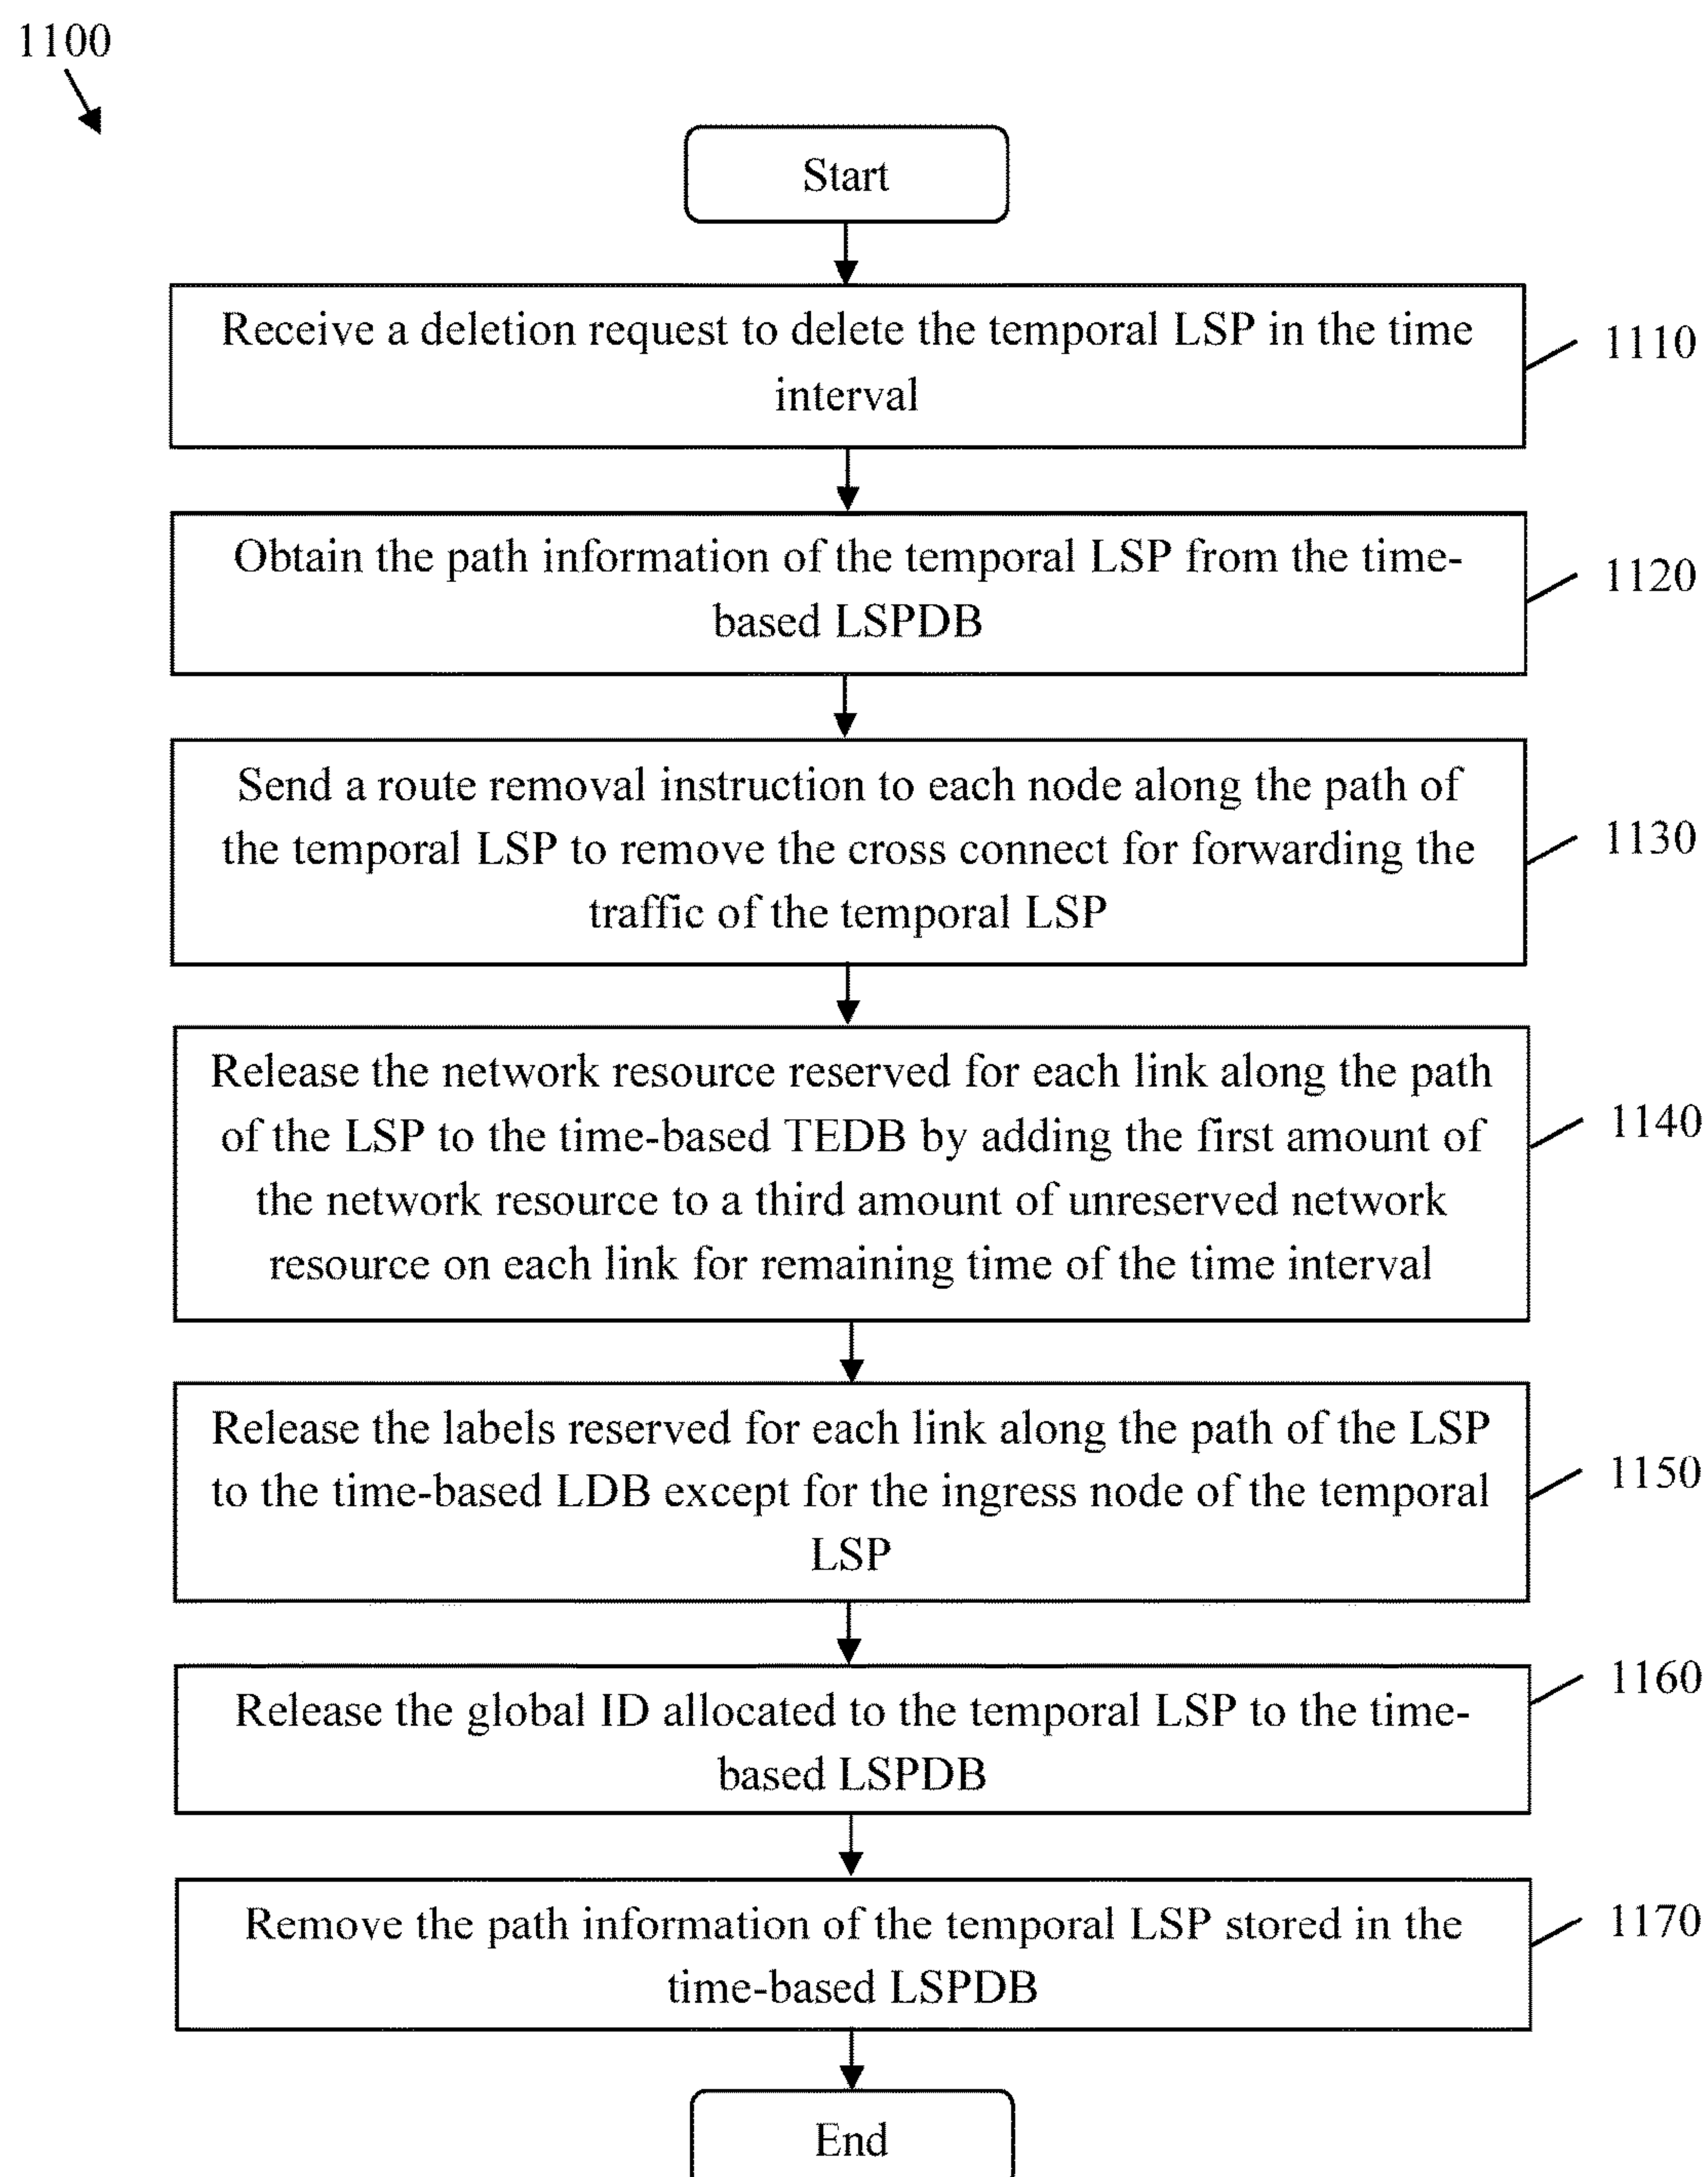 1100
Start
Receive a deletion request to delete the temporal LSP in the time
interval
1110
Obtain the path information of the temporal LSP from the time-
based LSPDB
1120
Send a route removal instruction to each node along the path of
the temporal LSP to remove the cross connect for forwarding the
traffic of the temporal LSP
1130
Release the network resource reserved for each link along the path
of the LSP to the time-based TEDB by adding the first amount of
the network resource to a third amount of unreserved network
resource on each link for remaining time of the time interval
1140
Release the labels reserved for each link along the path of the LSP
to the time-based LDB except for the ingress node of the temporal
LSP
1150
Release the global ID allocated to the temporal LSP to the time-
based LSPDB
1160
Remove the path information of the temporal LSP stored in the
time-based LSPDB
1170
End